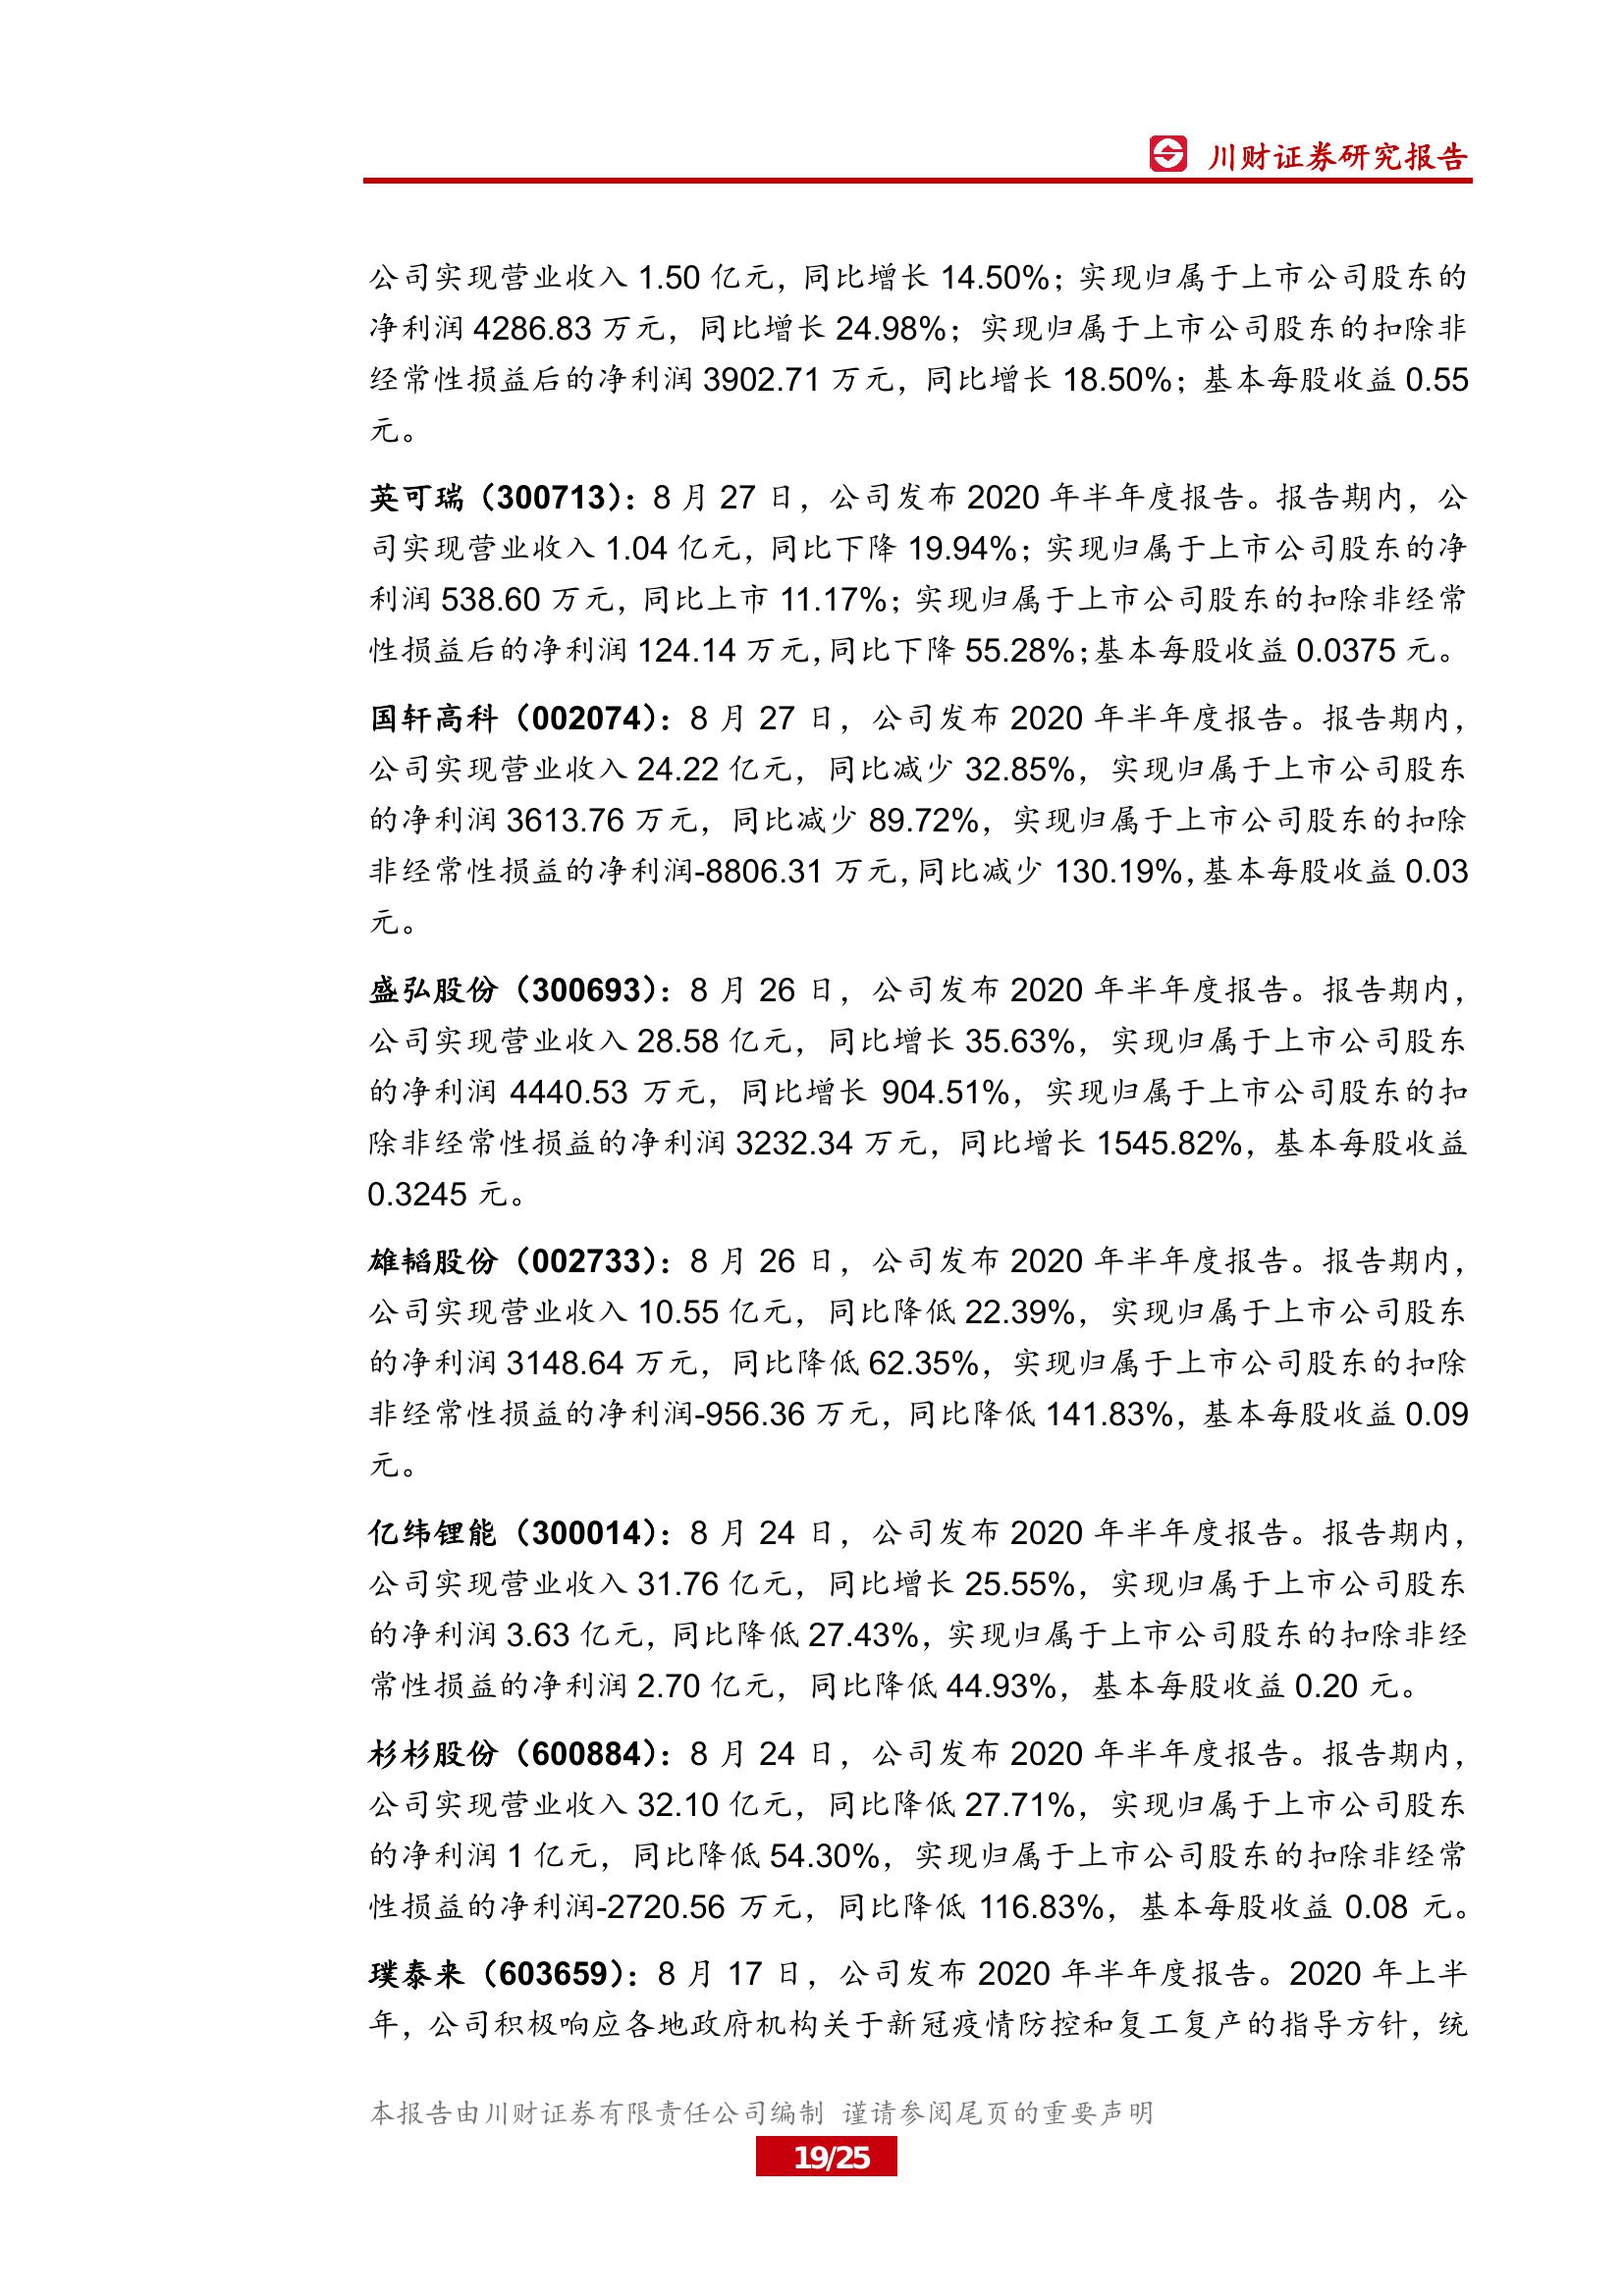 川财证券研究报告
公司实现营业收入 1.50 亿元，同比增长 14.50%；实现归属于上市公司股东的
净利润 4286.83 万元，同比增长 24.98%；实现归属于上市公司股东的扣除非
经常性损益后的净利润 3902.71 万元，同比增长 18.50%；基本每股收益 0.55
元。
英可瑞（300713）：8 月 27 日，公司发布 2020 年半年度报告。报告期内，公
司实现营业收入 1.04 亿元，同比下降 19.94%；实现归属于上市公司股东的净
利润 538.60 万元，同比上市 11.17%；实现归属于上市公司股东的扣除非经常
性损益后的净利润 124.14 万元，同比下降 55.28%；基本每股收益 0.0375 元。
国轩高科（002074）：8 月 27 日，公司发布 2020 年半年度报告。报告期内，
公司实现营业收入 24.22 亿元，同比减少 32.85%，实现归属于上市公司股东
的净利润 3613.76 万元，同比减少 89.72%，实现归属于上市公司股东的扣除
非经常性损益的净利润-8806.31 万元，同比减少 130.19%，基本每股收益 0.03
元。
盛弘股份（300693）：8 月 26 日，公司发布 2020 年半年度报告。报告期内，
公司实现营业收入 28.58 亿元，同比增长 35.63%，实现归属于上市公司股东
的净利润 4440.53 万元，同比增长 904.51%，实现归属于上市公司股东的扣
除非经常性损益的净利润 3232.34 万元，同比增长 1545.82%，基本每股收益
0.3245 元。
雄韬股份（002733）：8 月 26 日，公司发布 2020 年半年度报告。报告期内，
公司实现营业收入 10.55 亿元，同比降低 22.39%，实现归属于上市公司股东
的净利润 3148.64 万元，同比降低 62.35%，实现归属于上市公司股东的扣除
非经常性损益的净利润-956.36 万元，同比降低 141.83%，基本每股收益 0.09
元。
亿纬锂能（300014）：8 月 24 日，公司发布 2020 年半年度报告。报告期内，
公司实现营业收入 31.76 亿元，同比增长 25.55%，实现归属于上市公司股东
的净利润 3.63 亿元，同比降低 27.43%，实现归属于上市公司股东的扣除非经
常性损益的净利润 2.70 亿元，同比降低 44.93%，基本每股收益 0.20 元。
杉杉股份（600884）：8 月 24 日，公司发布 2020 年半年度报告。报告期内，
公司实现营业收入 32.10 亿元，同比降低 27.71%，实现归属于上市公司股东
的净利润 1 亿元，同比降低 54.30%，实现归属于上市公司股东的扣除非经常
性损益的净利润-2720.56 万元，同比降低 116.83%，基本每股收益 0.08 元。
璞泰来（603659）：8 月 17 日，公司发布 2020 年半年度报告。2020 年上半
年，公司积极响应各地政府机构关于新冠疫情防控和复工复产的指导方针，统
本报告由川财证券有限责任公司编制 谨请参阅尾页的重要声明
19/25